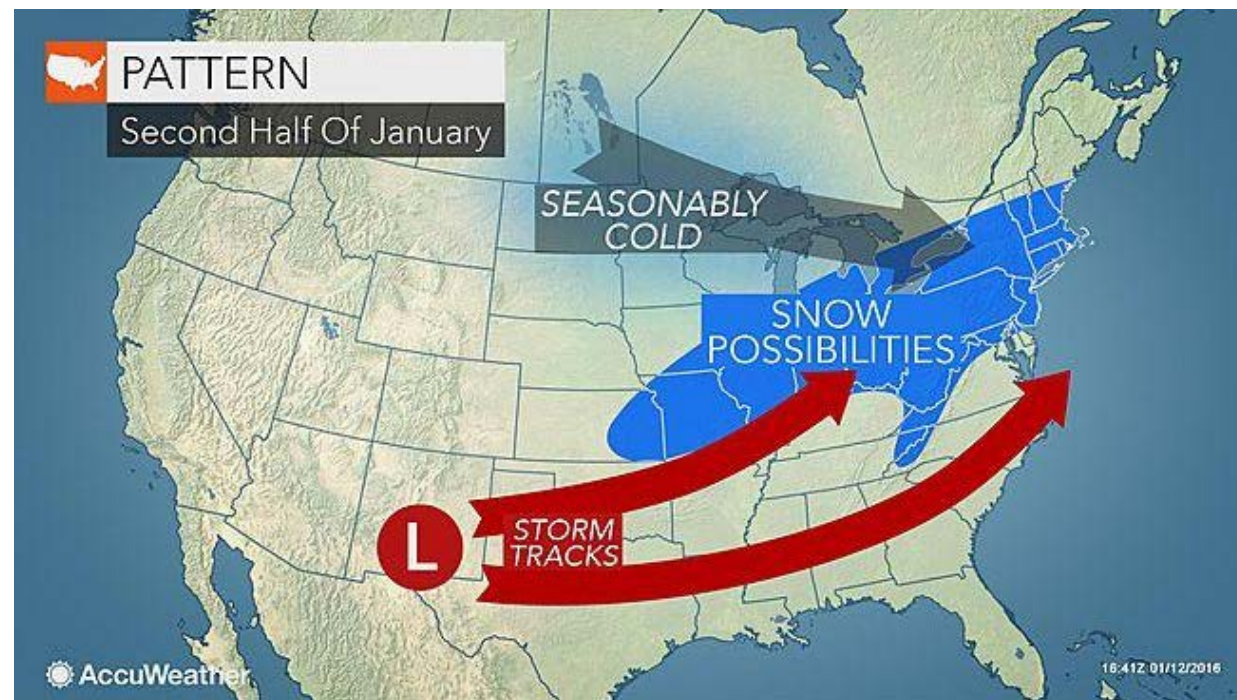 PATTERN
Second Half Of January
SEASONABLY
COLD
SNOW
POSSIBILITIES
L
STORM
TRACKS
AccuWeather
16:41Z 01/12/2016